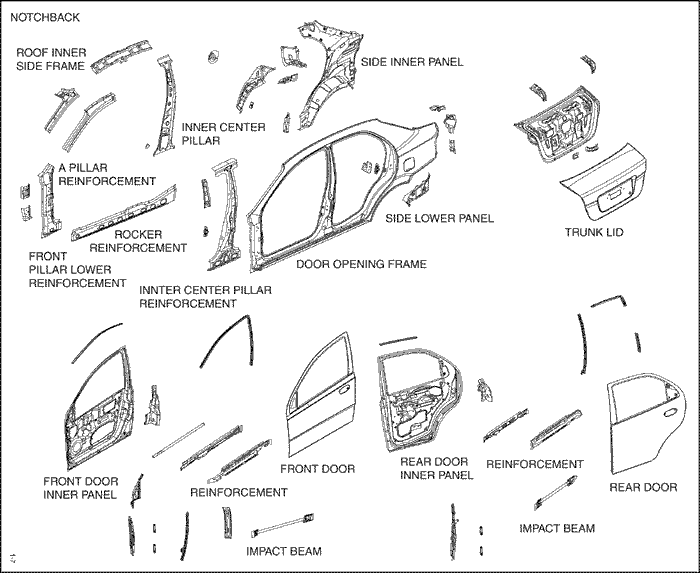 NOTCHBACK
ROOF INNER
SIDE FRAME
SIDE INNER PANEL
INNER CENTER
PILLAR
A PILLAR
REINFORCEMENT
ROCKER
REINFORCEMENT
FRONT
PILLAR LOWER
REINFORCEMENT
INNTER CENTER PILLAR
REINFORCEMENT
DOOR OPENING FRAME
SIDE LOWER PANEL
TRUNK LID
FRONT DOOR
INNER PANEL
REINFORCEMENT
FRONT DOOR
IMPACT BEAM
REAR DOOR
INNER PANEL
REINFORCEMENT
REAR DOOR
IMPACT BEAM